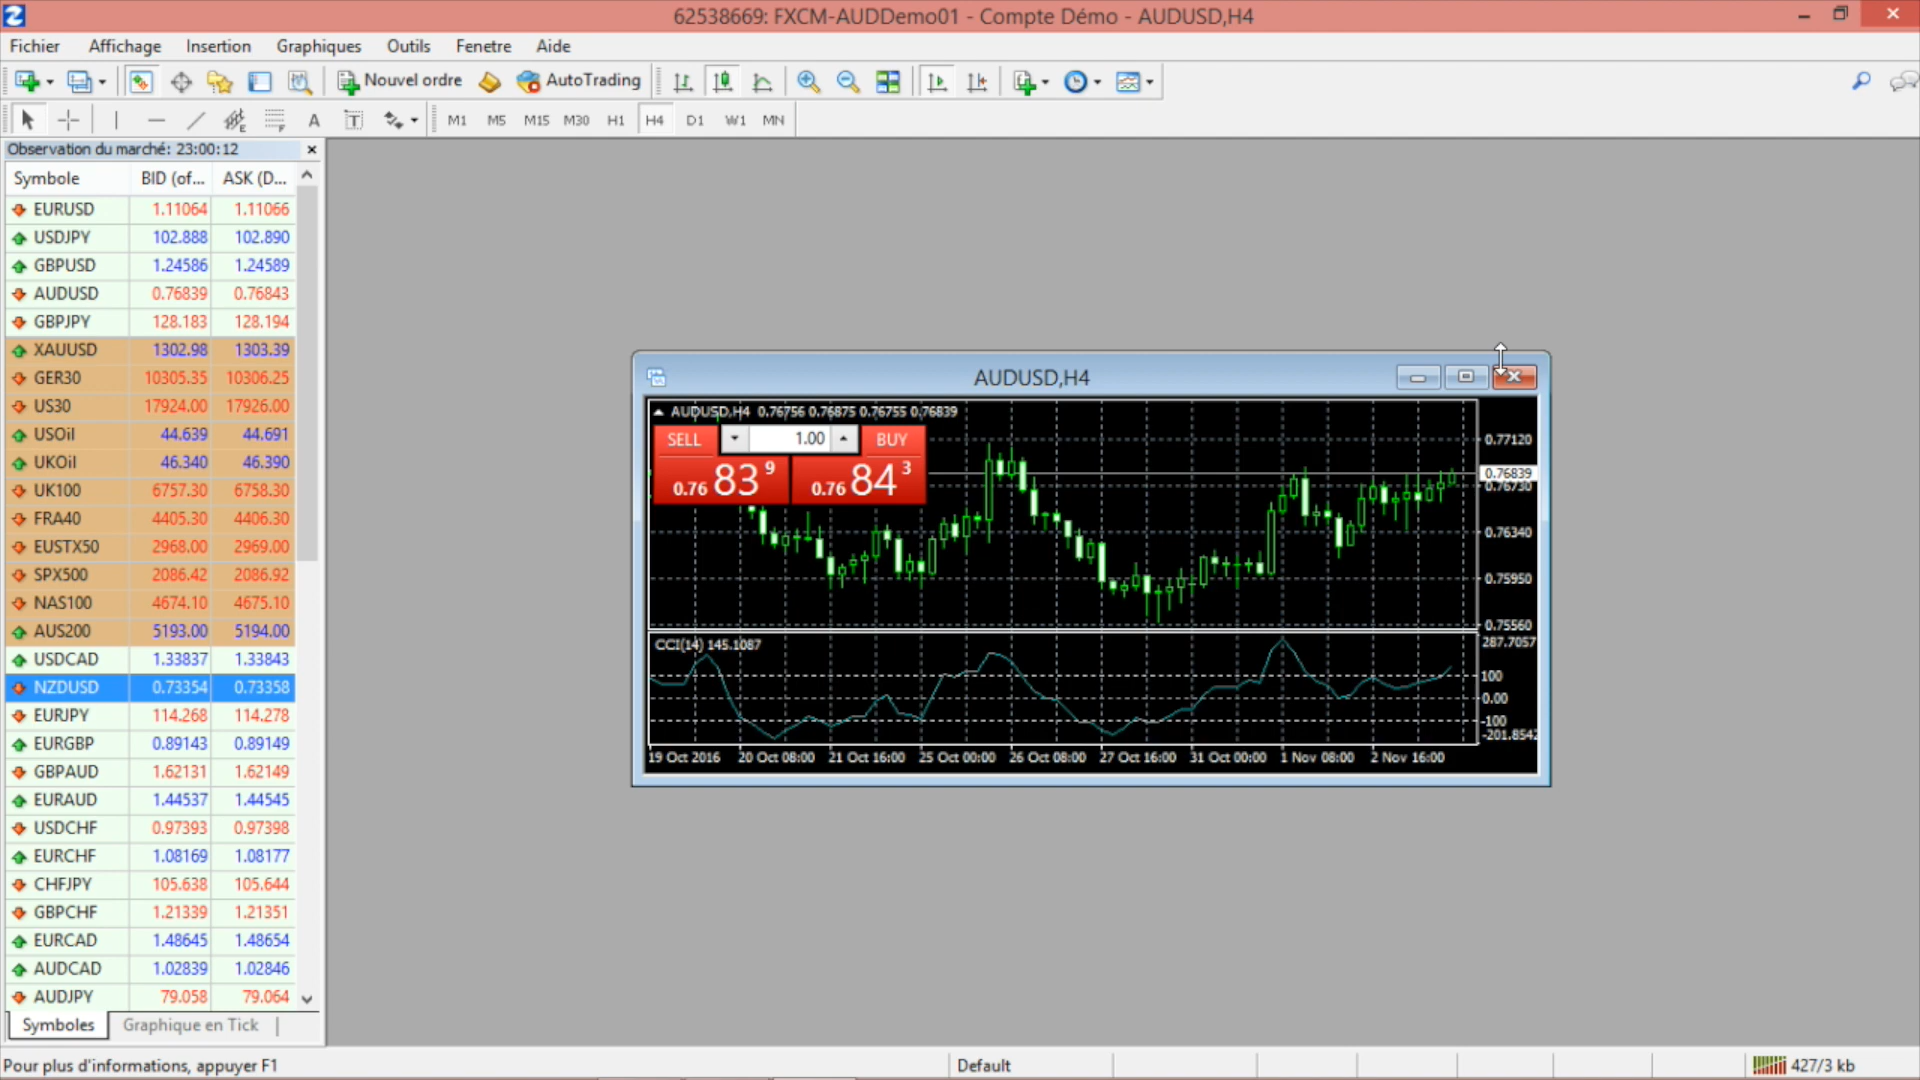 62538669: FXCM-AUDDemo01 - Compte Démo - AUDUSD,H4
Fichier Affichage Insertion Graphiques Outils Fenetre Aide
Nouvel ordre AutoTrading
A T M1 M5 M15 M30 H1 H4 D1 W1 MN
Observation du marché: 23:00:12
Symbole BID (of... ASK (D...
EURUSD 1.11064 1.11066
USDJPY 102.888 102.890
GBPUSD 1.24586 1.24589
AUDUSD 0.76839 0.76843
GBPJPY 128.183 128.194
XAUUSD 1302.98 1303.39
GER30 10305.35 10306.25
US30 17924.00 17926.00
USOil 44.639 44.691
UKOil 46.340 46.390
UK100 6757.30 6758.30
FRA40 4405.30 4406.30
EUSTX50 2968.00 2969.00
SPX500 2086.42 2086.92
NAS100 4674.10 4675.10
AUS200 5193.00 5194.00
USDCAD 1.33837 1.33843
NZDUSD 0.73354 0.73358
EURJPY 114.268 114.278
EURGBP 0.89143 0.89149
GBPAUD 1.62131 1.62149
EURAUD 1.44537 1.44545
USDCHF 0.97393 0.97398
EURCHF 1.08169 1.08177
CHFJPY 105.638 105.644
GBPCHF 1.21339 1.21351
EURCAD 1.48645 1.48654
AUDCAD 1.02839 1.02846
AUDJPY 79.058 79.064
Symboles Graphique en Tick
AUDUSD,H4
AUDUSD,H4 0.76756 0.76875 0.76755 0.76839
SELL 1.00 BUY
0.76 83 9 0.76 84 3
0.77120
0.76839
0.76730
0.76340
0.75950
0.75560
CCI(14) 145.1087
287.7057
100
0.00
-100
-201.8542
19 Oct 2016 20 Oct 08:00 21 Oct 16:00 25 Oct 00:00 26 Oct 08:00 27 Oct 16:00 31 Oct 00:00 1 Nov 08:00 2 Nov 16:00
Pour plus d'informations, appuyer F1 Default 427/3 kb